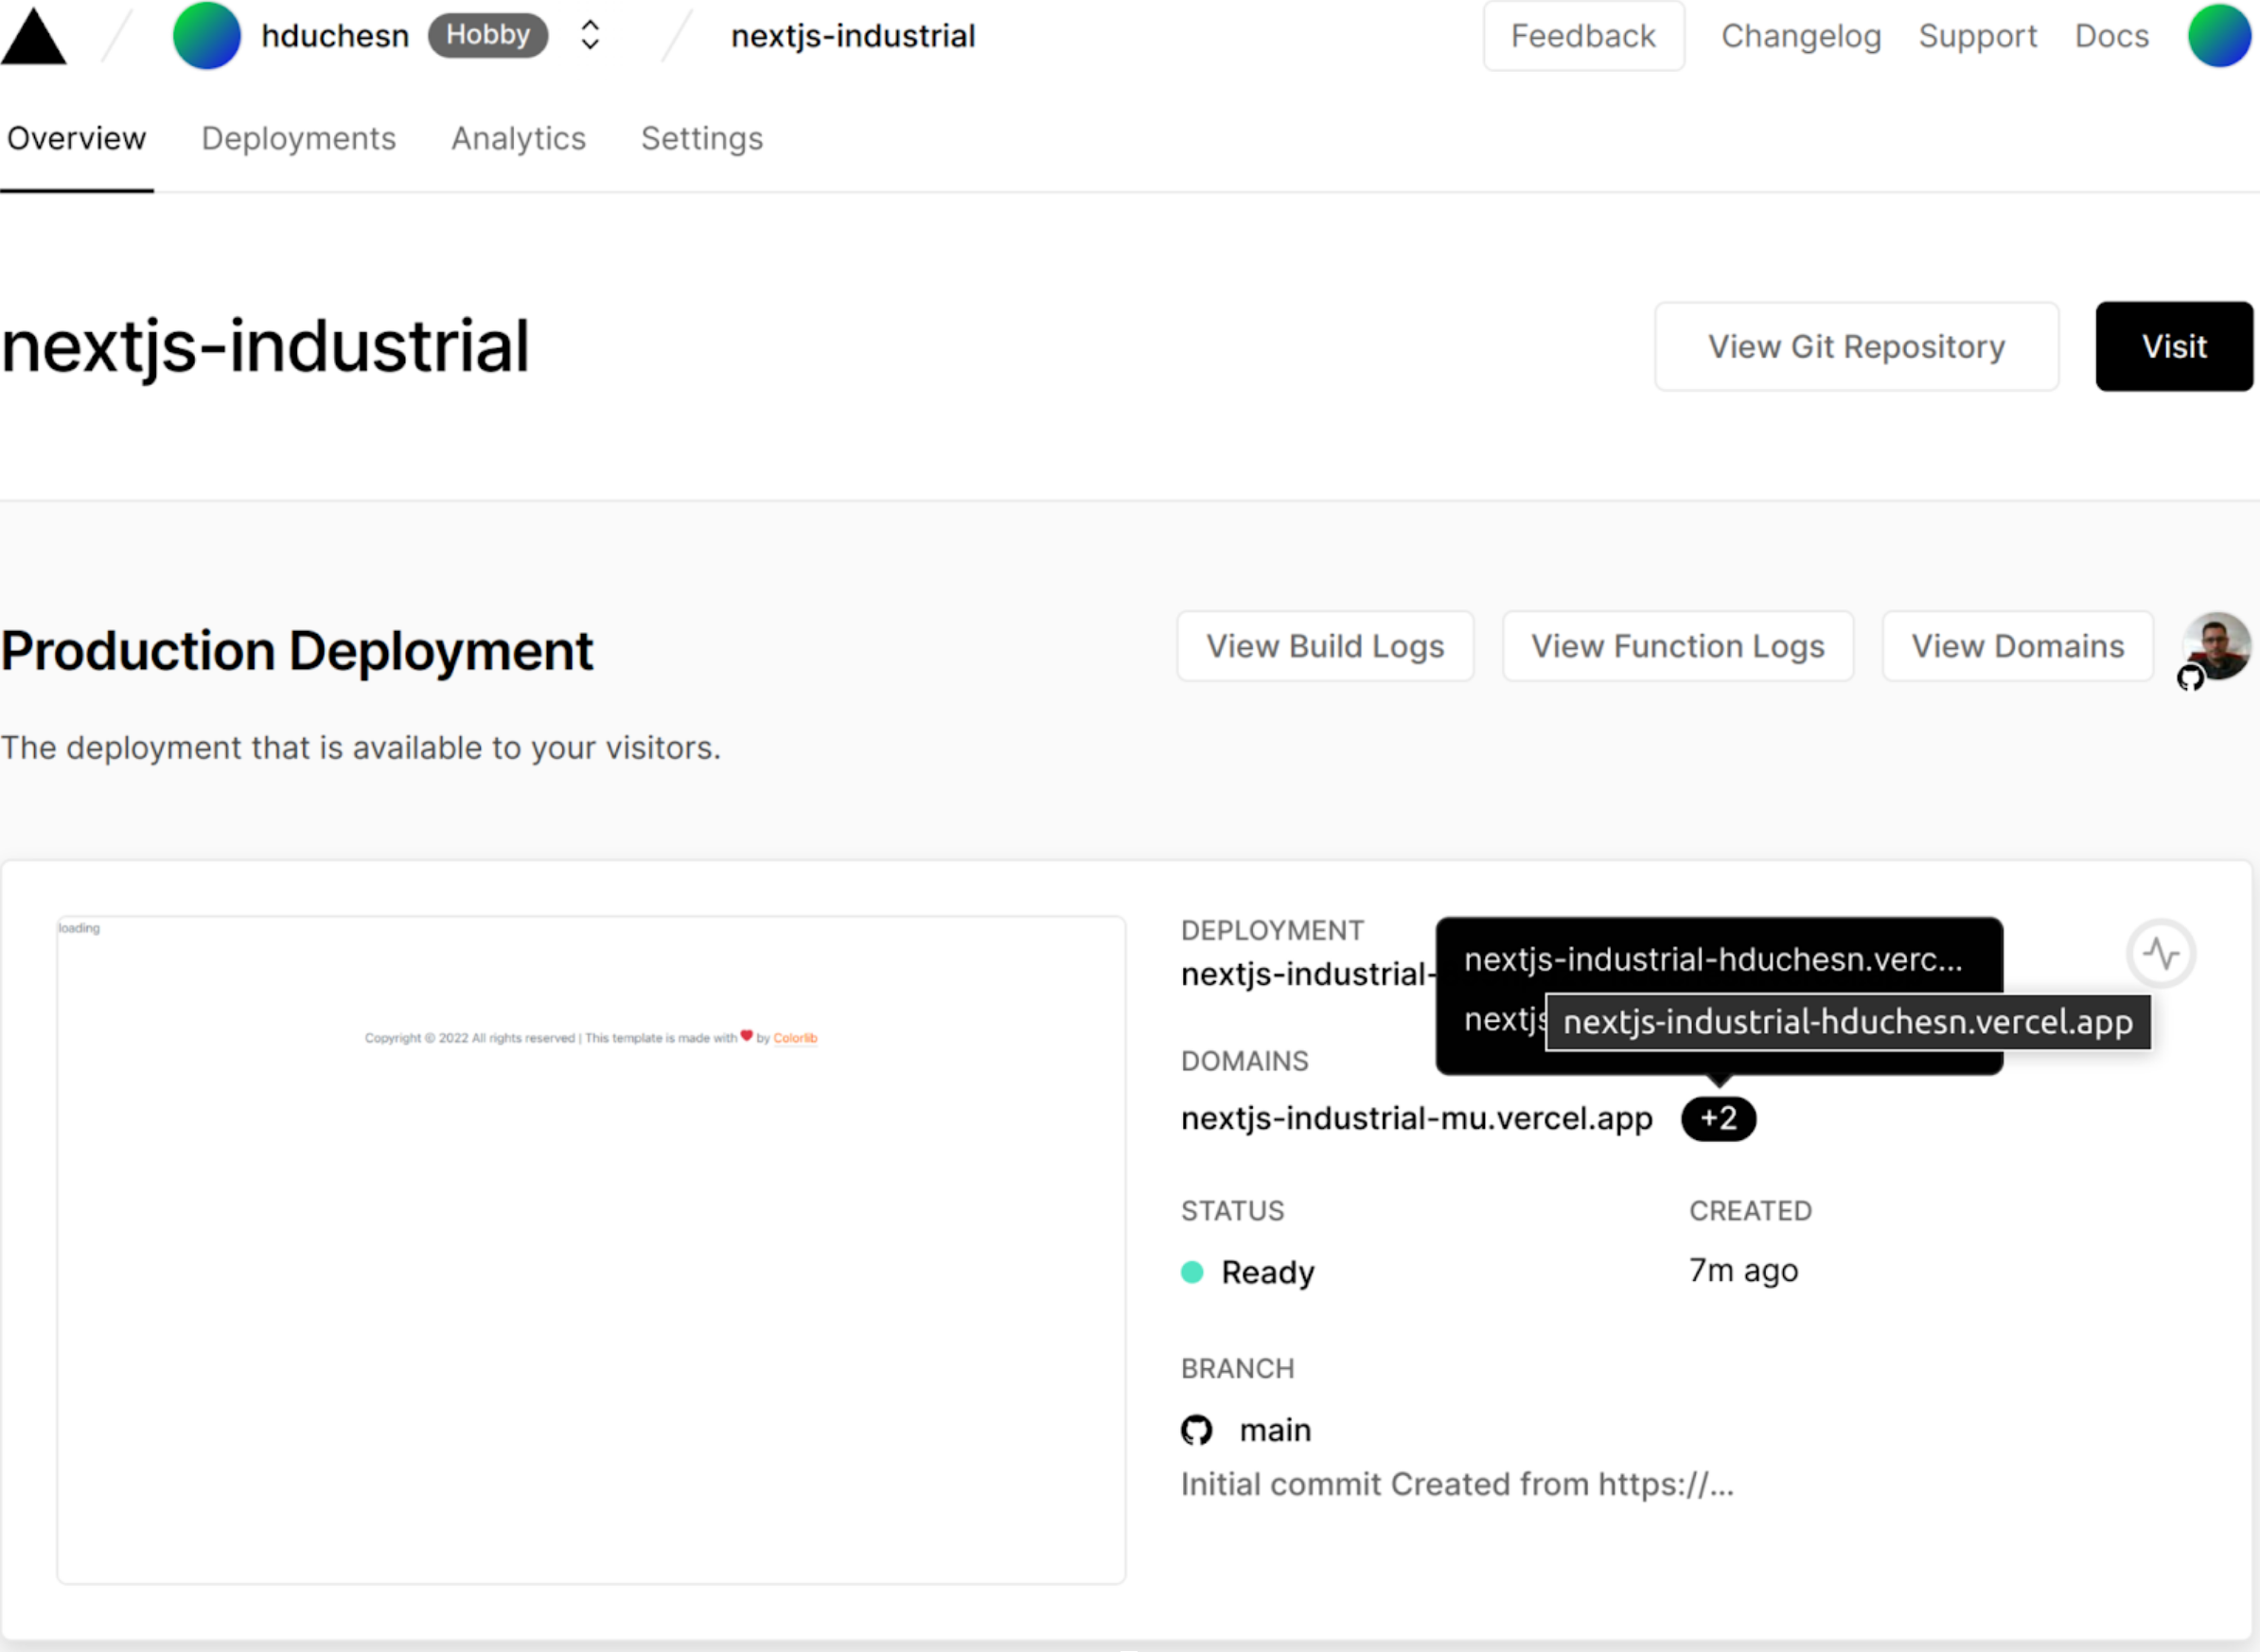 hduchesn Hobby nextjs-industrial Feedback Changelog Support Docs
Overview Deployments Analytics Settings
nextjs-industrial View Git Repository Visit
Production Deployment View Build Logs View Function Logs View Domains
The deployment that is available to your visitors.
loading
Copyright © 2022 All rights reserved | This template is made with ❤ by Colorlib
DEPLOYMENT
nextjs-industrial-
nextjs-industrial-hduchesn.verc...
nextjs
nextjs-industrial-hduchesn.vercel.app
DOMAINS
nextjs-industrial-mu.vercel.app +2
STATUS CREATED
Ready 7m ago
BRANCH
main
Initial commit Created from https://...